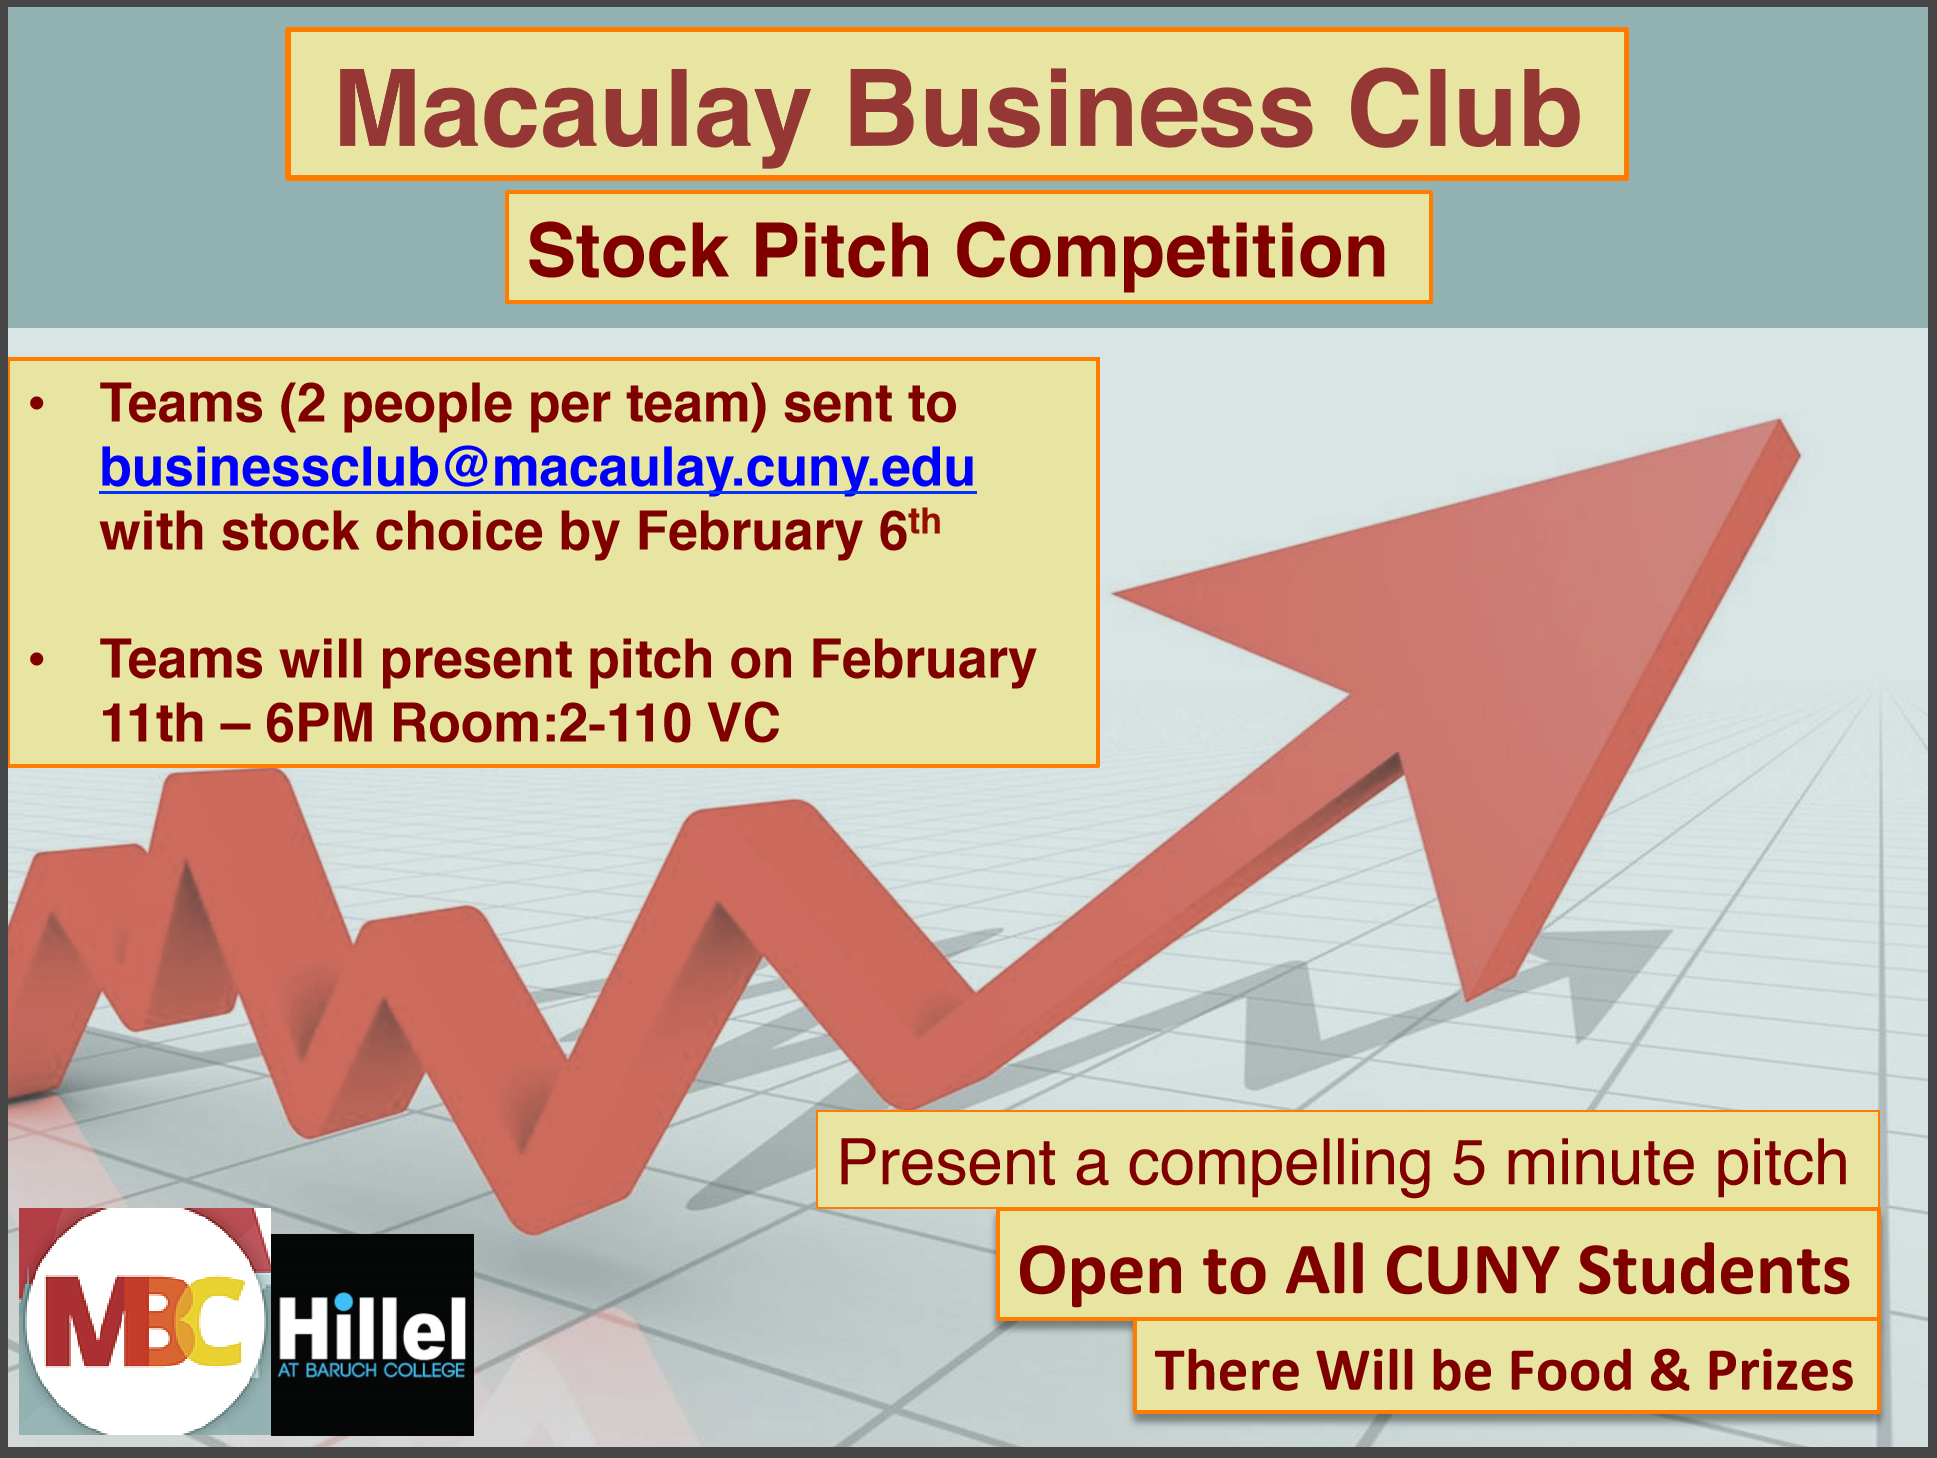 Macaulay Business Club
Stock Pitch Competition
• Teams (2 people per team) sent to
businessclub@macaulay.cuny.edu
with stock choice by February 6th
• Teams will present pitch on February
11th – 6PM Room:2-110 VC
Present a compelling 5 minute pitch
Open to All CUNY Students
There Will be Food & Prizes
MBC
Hillel
AT BARUCH COLLEGE